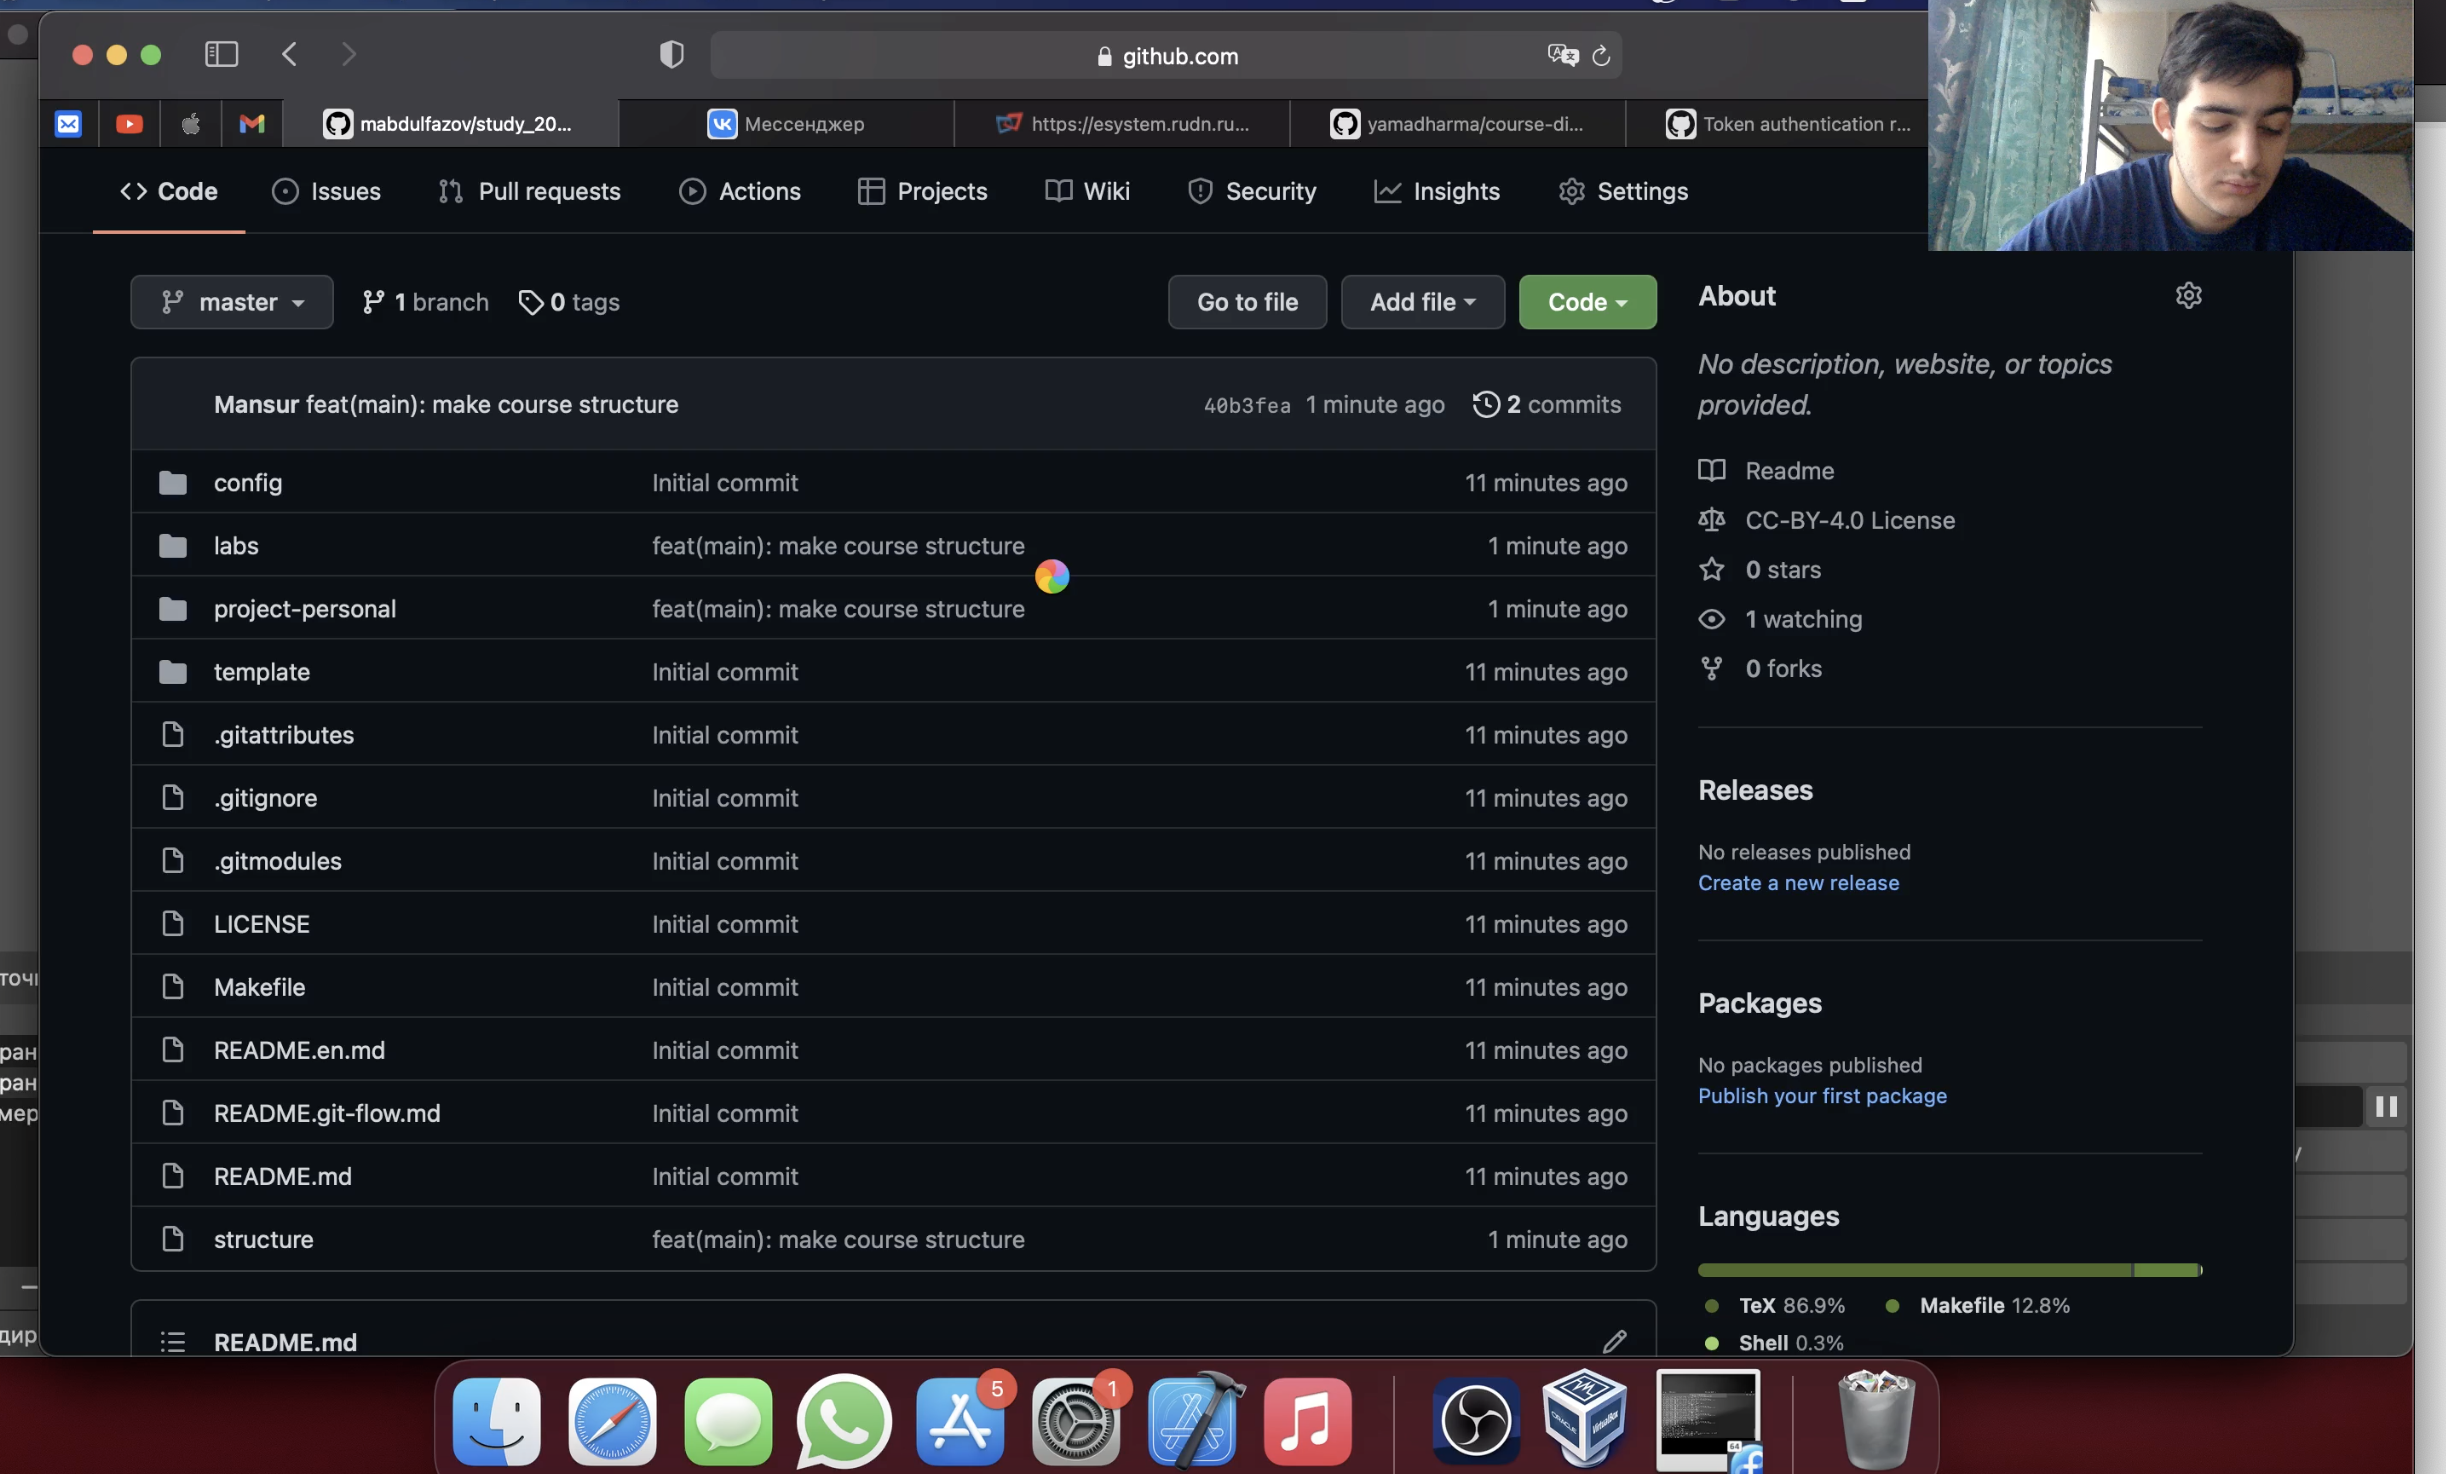 github.com
mabdulfazov/study_20...
Мессенджер
https://esystem.rudn.ru...
yamadharma/course-di...
Token authentication r...
Code
Issues
Pull requests
Actions
Projects
Wiki
Security
Insights
Settings
master
1 branch
0 tags
Go to file
Add file
Code
Mansur feat(main): make course structure
40b3fea 1 minute ago
2 commits
config Initial commit 11 minutes ago
labs feat(main): make course structure 1 minute ago
project-personal feat(main): make course structure 1 minute ago
template Initial commit 11 minutes ago
.gitattributes Initial commit 11 minutes ago
.gitignore Initial commit 11 minutes ago
.gitmodules Initial commit 11 minutes ago
LICENSE Initial commit 11 minutes ago
Makefile Initial commit 11 minutes ago
README.en.md Initial commit 11 minutes ago
README.git-flow.md Initial commit 11 minutes ago
README.md Initial commit 11 minutes ago
structure feat(main): make course structure 1 minute ago
README.md
About
No description, website, or topics
provided.
Readme
CC-BY-4.0 License
0 stars
1 watching
0 forks
Releases
No releases published
Create a new release
Packages
No packages published
Publish your first package
Languages
TeX 86.9%
Makefile 12.8%
Shell 0.3%
5
1
64